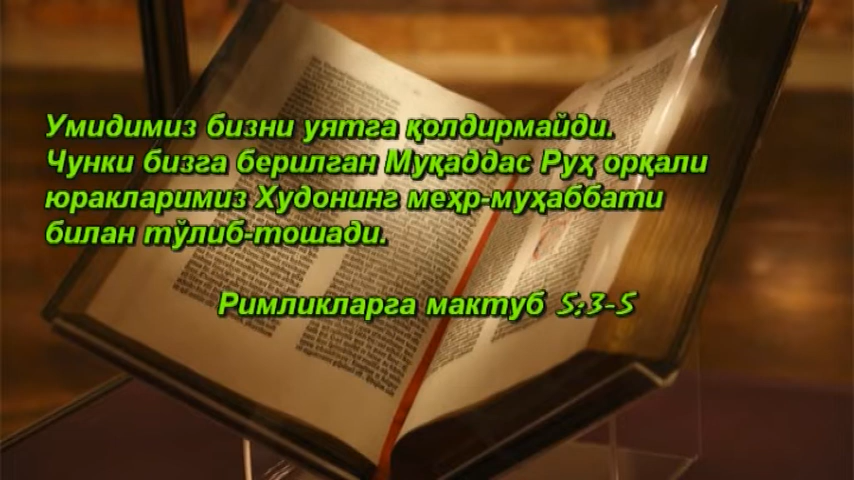 Умидимиз бизни уятга қолдирмайди.
Чунки бизга берилган Муқаддас Руҳ орқали
юракларимиз Худонинг меҳр-муҳаббати
билан тўлиб-тошади.
Римликларга мактуб 5:3-5